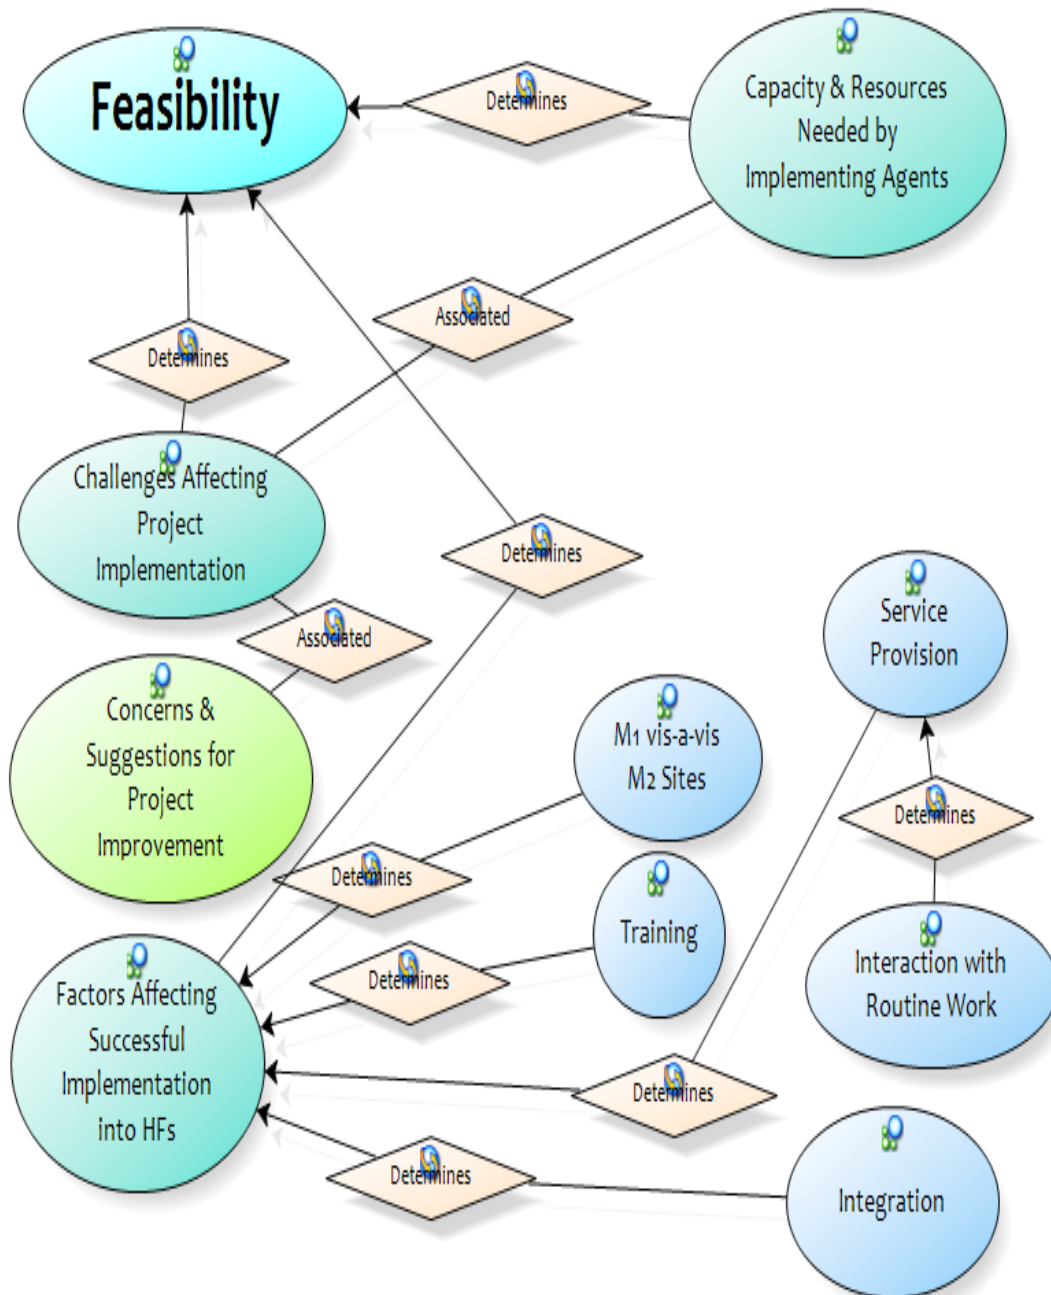 Feasibility
Determines
Capacity & Resources
Needed by
Implementing Agents
Associated
Determines
Challenges Affecting
Project
Implementation
Determines
Associated
Service
Provision
Concerns &
Suggestions for
Project
Improvement
M1 vis-a-vis
M2 Sites
Determines
Determines
Training
Determines
Interaction with
Routine Work
Factors Affecting
Successful
Implementation
into HFs
Determines
Determines
Integration